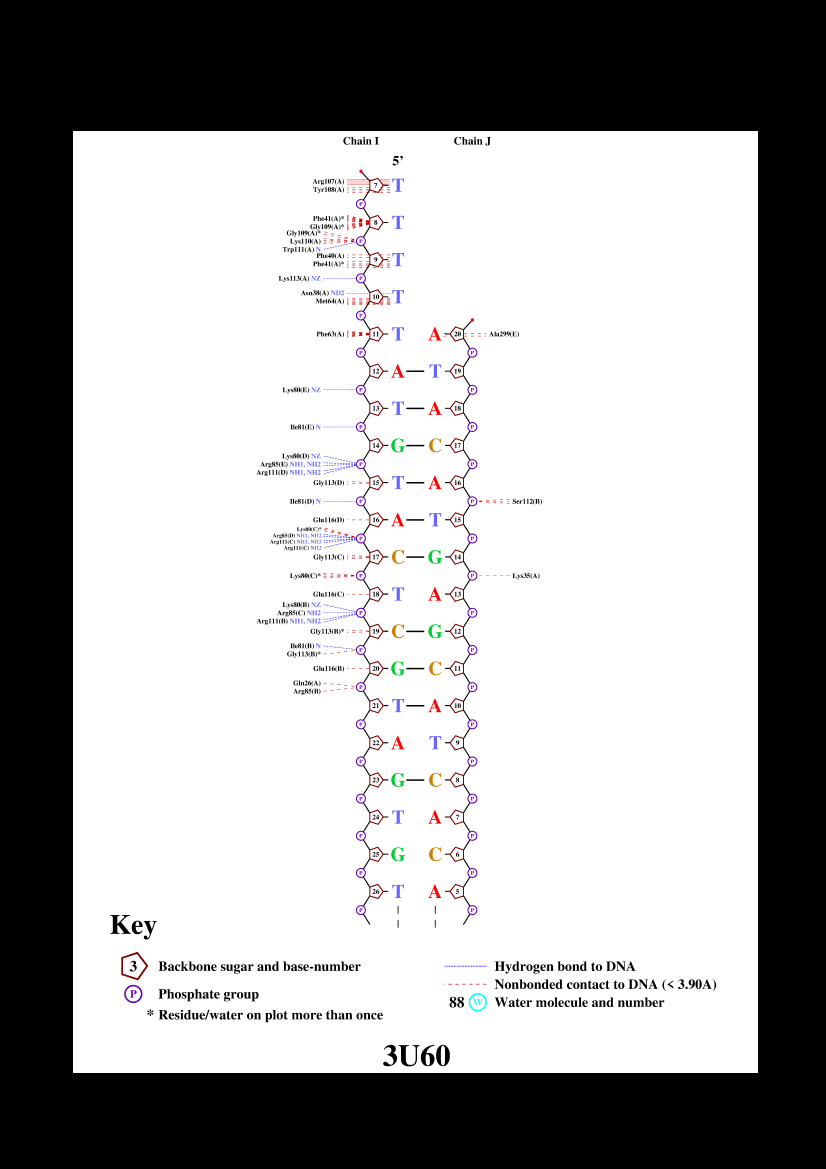 Chain I Chain J
5’
Arg107(A)
Tyr108(A)
7 T
P
Phe41(A)*
Gly109(A)*
8 T
Gly109(A)*
Lys110(A)
Trp111(A) N
P
Phe40(A)
Phe41(A)*
9 T
Lys113(A) NZ P
Asn38(A) ND2
Met64(A)
10 T
P
Phe63(A) 11 T A 20 Ala299(E)
P P
12 A T 19
Lys80(E) NZ P P
13 T A 18
Ile81(E) N P P
14 G C 17
Lys80(D) NZ
Arg85(E) NH1, NH2
Arg111(D) NH1, NH2
P P
Gly113(D) 15 T A 16
Ile81(D) N P P Ser112(B)
Glu116(D) 16 A T 15
Lys80(C)*
Arg85(D) NH1, NH2
Arg111(C) NH1, NH2
Arg111(C) NH2
P P
Gly113(C) 17 C G 14
Lys80(C)* P P Lys35(A)
Glu116(C) 18 T A 13
Lys80(B) NZ
Arg85(C) NH2
Arg111(B) NH1, NH2
P P
Gly113(B)* 19 C G 12
Ile81(B) N
Gly113(B)*
P P
Glu116(B) 20 G C 11
Gln26(A)
Arg85(B)
P P
21 T A 10
P P
22 A T 9
P P
23 G C 8
P P
24 T A 7
P P
25 G C 6
P P
26 T A 5
P P
Key
3 Backbone sugar and base-number
P Phosphate group
* Residue/water on plot more than once
Hydrogen bond to DNA
Nonbonded contact to DNA (< 3.90A)
88 W Water molecule and number
3U60